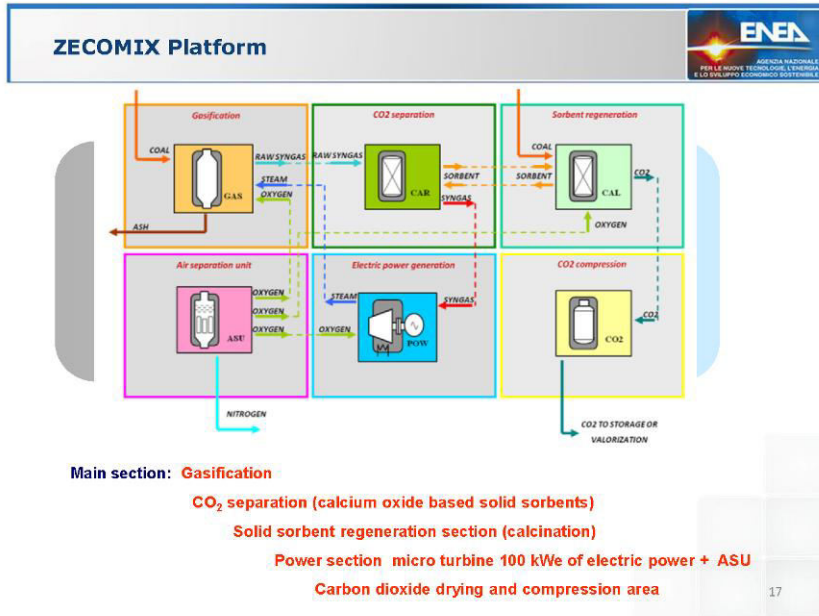 ZECOMIX Platform
ENEA
AGENZIA NAZIONALE
PER LE NUOVE TECNOLOGIE, L'ENERGIA
E LO SVILUPPO ECONOMICO SOSTENIBILE
Gasification
CO2 separation
Sorbent regeneration
COAL
RAW SYNGAS
RAW SYNGAS
COAL
CO2
STEAM
SORBENT
SORBENT
OXYGEN
GAS
CAR
SYNGAS
CAL
ASH
OXYGEN
Air separation unit
Electric power generation
CO2 compression
OXYGEN
STEAM
SYNGAS
OXYGEN
CO2
OXYGEN
OXYGEN
ASU
POW
CO2
NITROGEN
CO2 TO STORAGE OR
VALORIZATION
Main section: Gasification
CO2 separation (calcium oxide based solid sorbents)
Solid sorbent regeneration section (calcination)
Power section micro turbine 100 kWe of electric power + ASU
Carbon dioxide drying and compression area
17